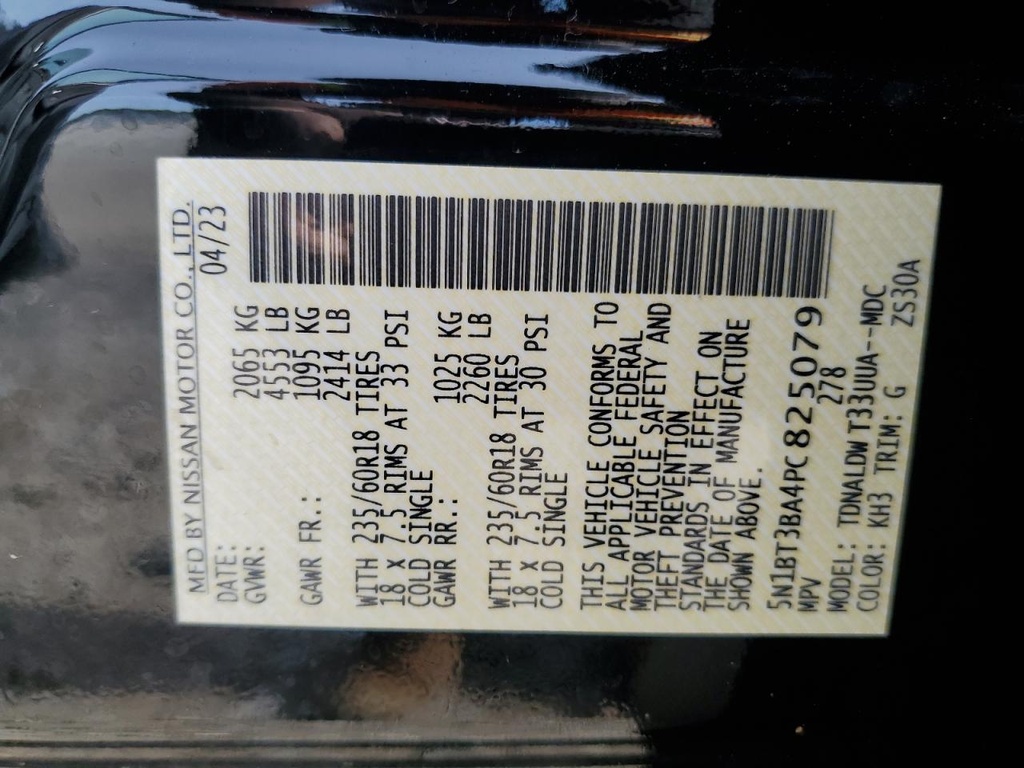 MFD BY NISSAN MOTOR CO., LTD.
DATE: 04/23
GVWR: 2065 KG
4553 LB
GAWR FR.: 1095 KG
2414 LB
WITH 235/60R18 TIRES
18 X 7.5 RIMS AT 33 PSI
COLD SINGLE
GAWR RR.: 1025 KG
2260 LB
WITH 235/60R18 TIRES
18 X 7.5 RIMS AT 30 PSI
COLD SINGLE
THIS VEHICLE CONFORMS TO
ALL APPLICABLE FEDERAL
MOTOR VEHICLE SAFETY AND
THEFT PREVENTION
STANDARDS IN EFFECT ON
THE DATE OF MANUFACTURE
SHOWN ABOVE.
5N1BT3BA4PC825079
MPV 278
MODEL: TDNALDW T33UUA--MDC
COLOR: KH3 TRIM: G ZS30A